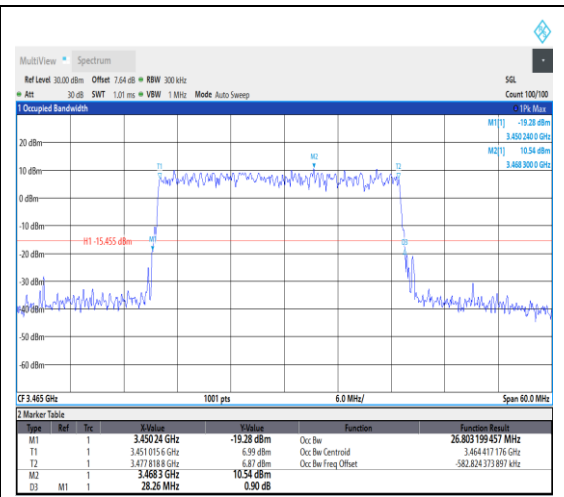 MultiView Spectrum
Ref Level 30.00 dBm Offset 7.64 dB RBW 300 kHz SGL
Att 30 dB SWT 1.01 ms VBW 1 MHz Mode Auto Sweep Count 100/100
1 Occupied Bandwidth 1Pk Max
M1[1] -19.28 dBm
3.450 240 0 GHz
M2[1] 10.54 dBm
3.468 300 0 GHz
20 dBm
M2
T1 T2
10 dBm
0 dBm
-10 dBm
H1 -15.455 dBm M1 D3
-20 dBm
-30 dBm
-40 dBm
-50 dBm
-60 dBm
CF 3.465 GHz 1001 pts 6.0 MHz/ Span 60.0 MHz
2 Marker Table
Type Ref Trc X-Value Y-Value Function Function Result
M1 1 3.45024 GHz -19.28 dBm Occ Bw 26.803 199 457 MHz
T1 1 3.451 015 6 GHz 6.99 dBm Occ Bw Centroid 3.464 417 176 GHz
T2 1 3.477 818 8 GHz 6.87 dBm Occ Bw Freq Offset -582.824 373 897 kHz
M2 1 3.4683 GHz 10.54 dBm
D3 M1 1 28.26 MHz 0.90 dB